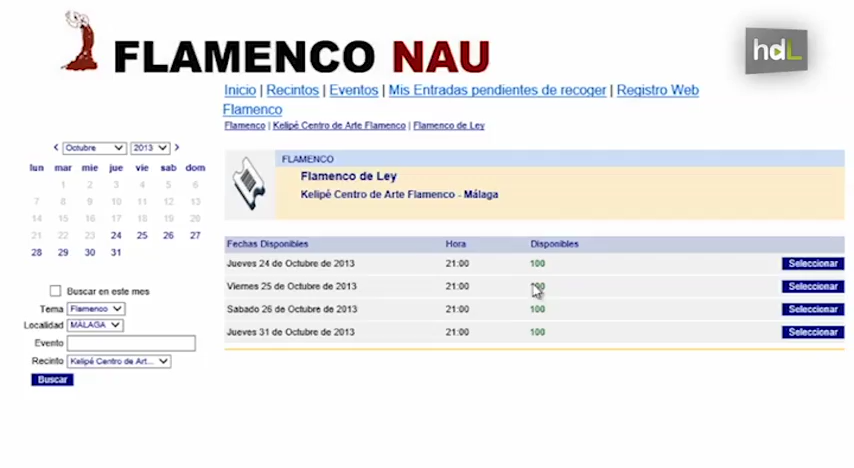 FLAMENCO NAU
hdL
Inicio | Recintos | Eventos | Mis Entradas pendientes de recoger | Registro Web
Flamenco
Flamenco | Kelipé Centro de Arte Flamenco | Flamenco de Ley
< Octubre 2013 >
lun mar mie jue vie sab dom
1 2 3 4 5 6
7 8 9 10 11 12 13
14 15 16 17 18 19 20
21 22 23 24 25 26 27
28 29 30 31
FLAMENCO
Flamenco de Ley
Kelipé Centro de Arte Flamenco - Málaga
Fechas Disponibles Hora Disponibles
Jueves 24 de Octubre de 2013 21:00 100 Seleccionar
Viernes 25 de Octubre de 2013 21:00 100 Seleccionar
Sabado 26 de Octubre de 2013 21:00 100 Seleccionar
Jueves 31 de Octubre de 2013 21:00 100 Seleccionar
Buscar en este mes
Tema Flamenco
Localidad MÁLAGA
Evento
Recinto Kelipé Centro de Art...
Buscar